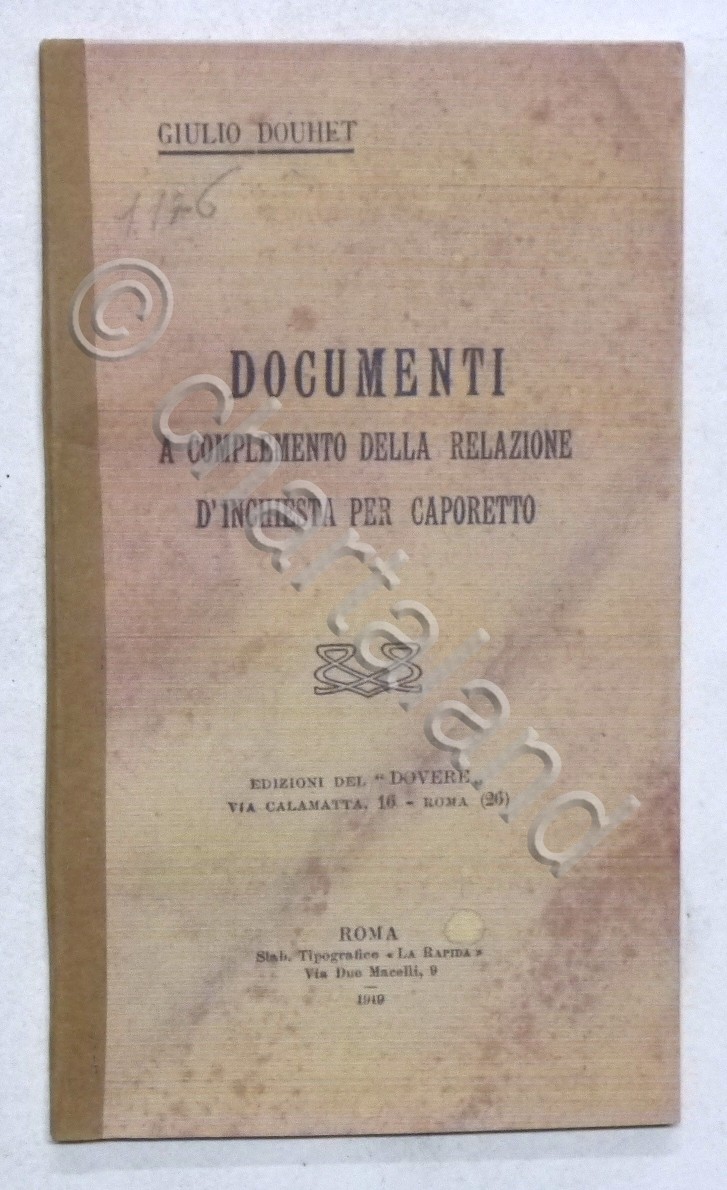 GIULIO DOUHET
1176
DOCUMENTI
A COMPLEMENTO DELLA RELAZIONE
D'INCHIESTA PER CAPORETTO
EDIZIONI DEL “DOVERE„
VIA CALAMATTA, 16 - ROMA (26)
ROMA
Stab. Tipografico « LA RAPIDA »
Via Due Macelli, 9
1919
© chartaland